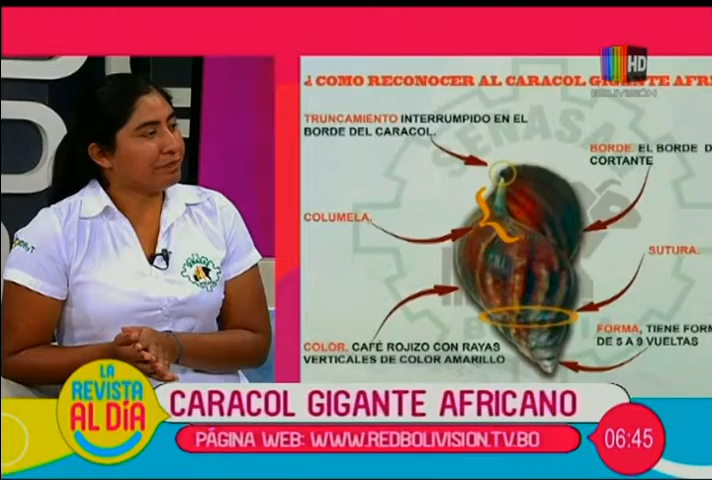 ¿ COMO RECONOCER AL CARACOL GIGANTE AFRI
HD
BOLIVISIÓN
TRUNCAMIENTO INTERRUMPIDO EN EL
BORDE DEL CARACOL.
BORDE. EL BORDE D
CORTANTE
COLUMELA.
SUTURA.
COLOR, CAFÉ ROJIZO CON RAYAS
VERTICALES DE COLOR AMARILLO
FORMA, TIENE FORM
DE 5 A 9 VUELTAS
SENASAG
LA
REVISTA
AL DÍA
CARACOL GIGANTE AFRICANO
PÁGINA WEB: WWW.REDBOLIVISION.TV.BO
06:45